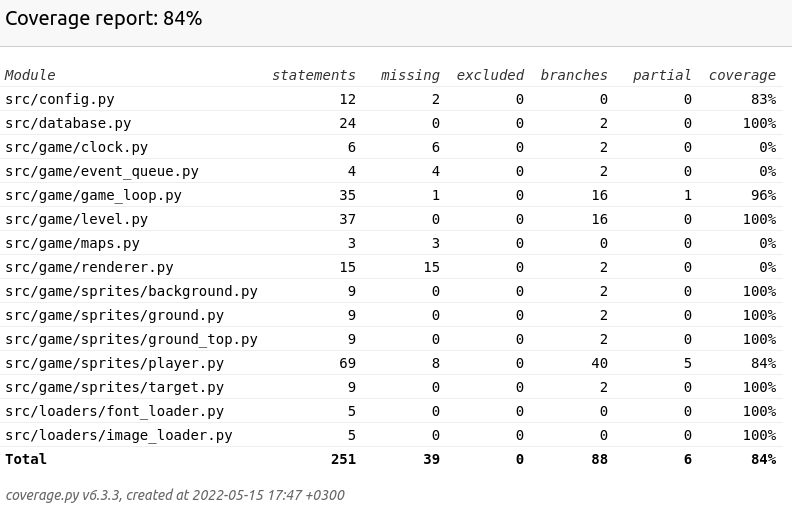 Coverage report: 84%
Module statements missing excluded branches partial coverage
src/config.py 12 2 0 0 0 83%
src/database.py 24 0 0 2 0 100%
src/game/clock.py 6 6 0 2 0 0%
src/game/event_queue.py 4 4 0 2 0 0%
src/game/game_loop.py 35 1 0 16 1 96%
src/game/level.py 37 0 0 16 0 100%
src/game/maps.py 3 3 0 0 0 0%
src/game/renderer.py 15 15 0 2 0 0%
src/game/sprites/background.py 9 0 0 2 0 100%
src/game/sprites/ground.py 9 0 0 2 0 100%
src/game/sprites/ground_top.py 9 0 0 2 0 100%
src/game/sprites/player.py 69 8 0 40 5 84%
src/game/sprites/target.py 9 0 0 2 0 100%
src/loaders/font_loader.py 5 0 0 0 0 100%
src/loaders/image_loader.py 5 0 0 0 0 100%
Total 251 39 0 88 6 84%
coverage.py v6.3.3, created at 2022-05-15 17:47 +0300